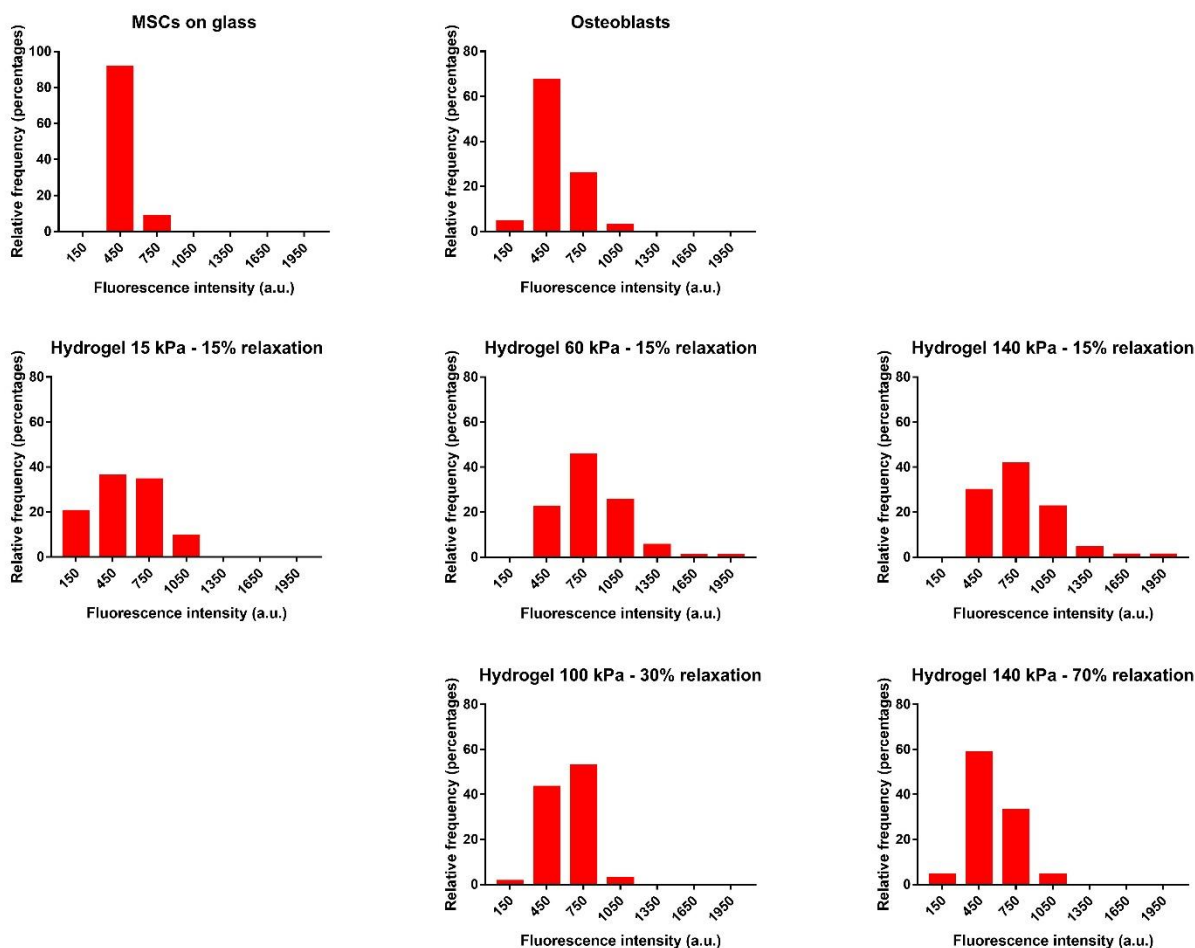 MSCs on glass
Relative frequency (percentages)
100
80
60
40
20
0
150 450 750 1050 1350 1650 1950
Fluorescence intensity (a.u.)
Osteoblasts
Relative frequency (percentages)
80
60
40
20
0
150 450 750 1050 1350 1650 1950
Fluorescence intensity (a.u.)
Hydrogel 15 kPa - 15% relaxation
Relative frequency (percentages)
80
60
40
20
0
150 450 750 1050 1350 1650 1950
Fluorescence intensity (a.u.)
Hydrogel 60 kPa - 15% relaxation
Relative frequency (percentages)
80
60
40
20
0
150 450 750 1050 1350 1650 1950
Fluorescence intensity (a.u.)
Hydrogel 140 kPa - 15% relaxation
Relative frequency (percentages)
80
60
40
20
0
150 450 750 1050 1350 1650 1950
Fluorescence intensity (a.u.)
Hydrogel 100 kPa - 30% relaxation
Relative frequency (percentages)
80
60
40
20
0
150 450 750 1050 1350 1650 1950
Fluorescence intensity (a.u.)
Hydrogel 140 kPa - 70% relaxation
Relative frequency (percentages)
80
60
40
20
0
150 450 750 1050 1350 1650 1950
Fluorescence intensity (a.u.)